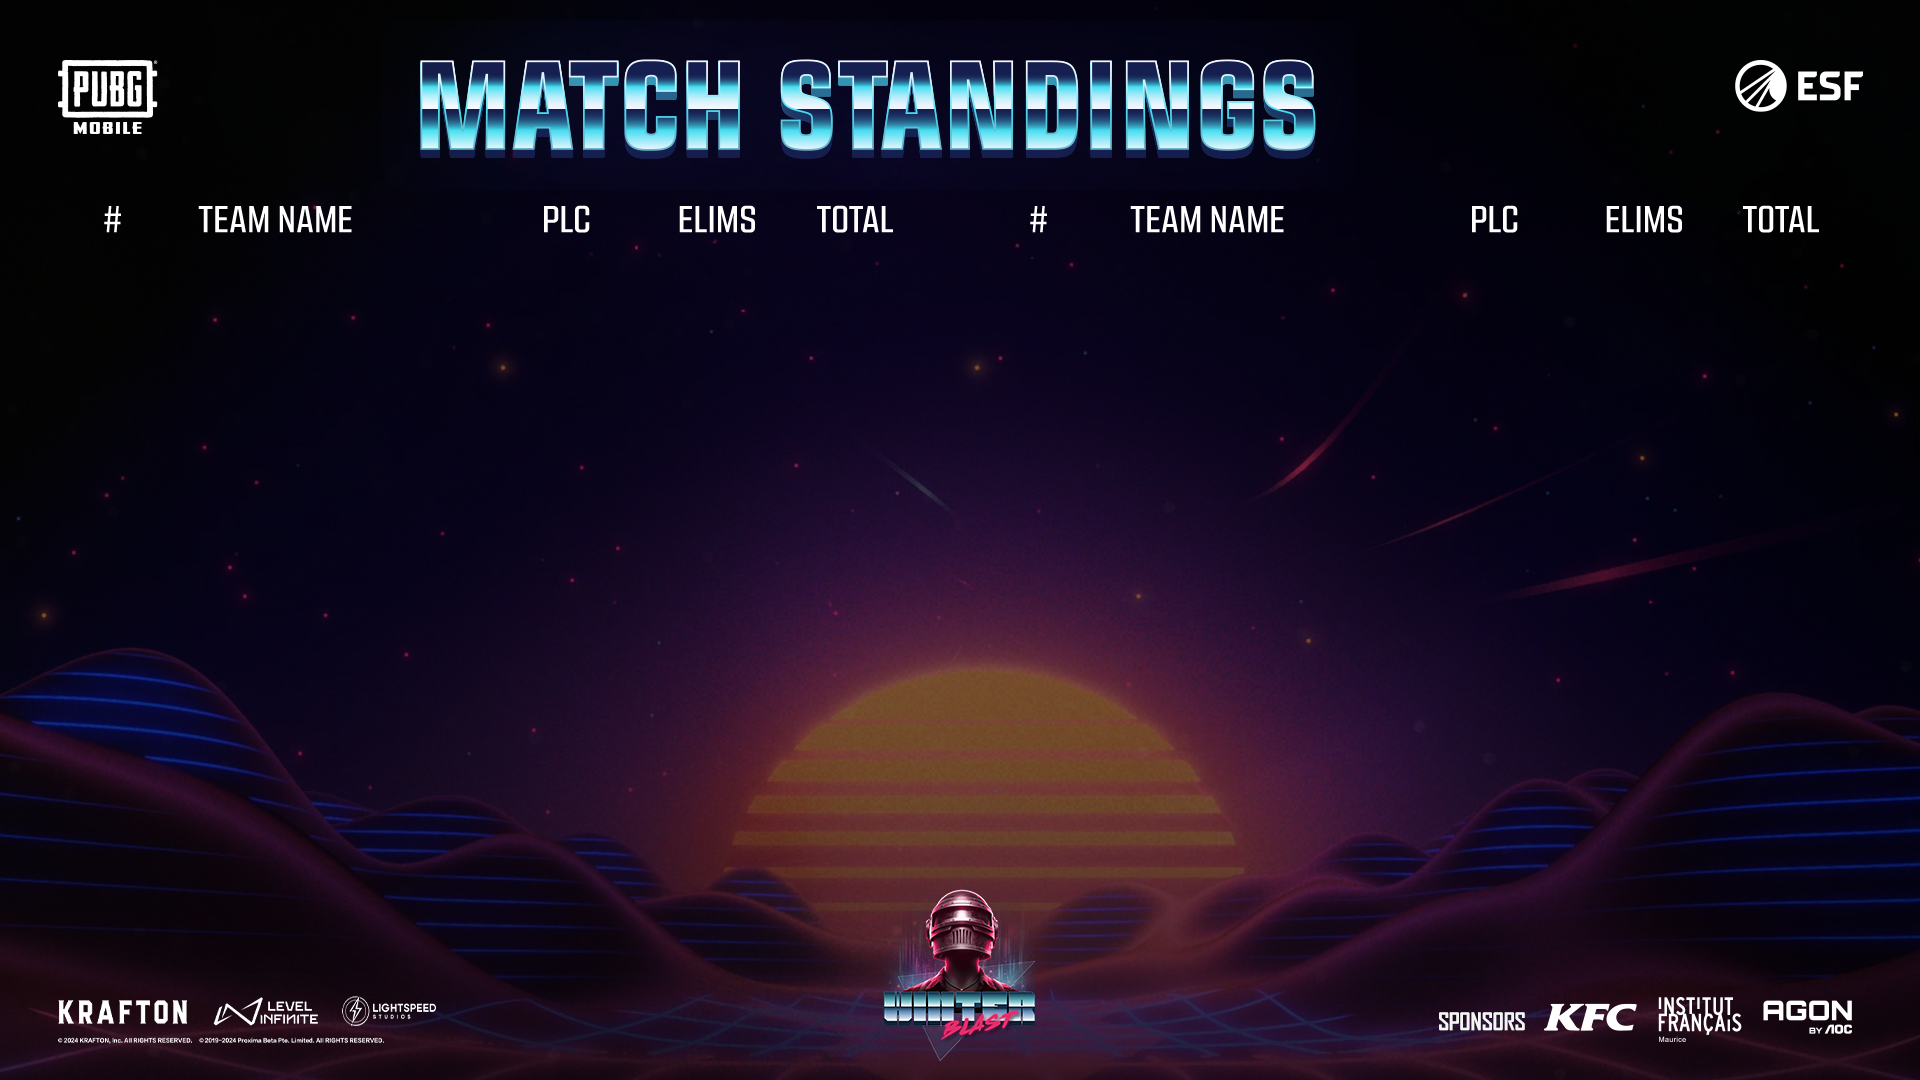 PUBG
MOBILE
MATCH STANDINGS
ESF
# TEAM NAME PLC ELIMS TOTAL # TEAM NAME PLC ELIMS TOTAL
WINTER
BLAST
KRAFTON
LEVEL
INFINITE
LIGHTSPEED
STUDIOS
© 2024 KRAFTON, Inc. All RIGHTS RESERVED. © 2019-2024 Proxima Beta Pte. Limited. All RIGHTS RESERVED.
SPONSORS
KFC
INSTITUT
FRANÇAIS
Maurice
AGON
BY AOC